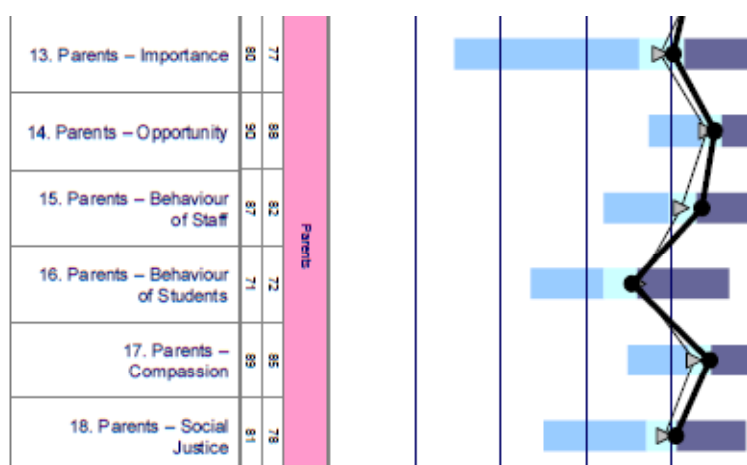 13. Parents – Importance 80 77
14. Parents – Opportunity 90 88
15. Parents – Behaviour
of Staff 87 82
16. Parents – Behaviour
of Students 71 72
17. Parents –
Compassion 89 85
18. Parents – Social
Justice 81 78
Parents